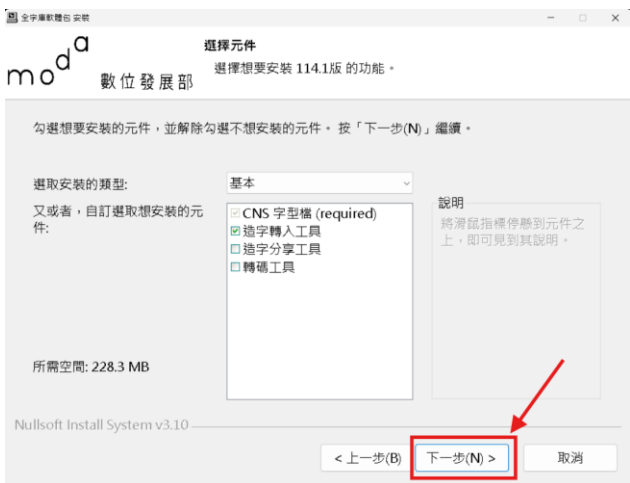 全字庫軟體包 安裝
moda
數位發展部
選擇元件
選擇想要安裝 114.1版 的功能。
勾選想要安裝的元件，並解除勾選不想安裝的元件。 按「下一步(N)」繼續。
選取安裝的類型:
基本
又或者，自訂選取想安裝的元
件:
CNS 字型檔 (required)
造字轉入工具
造字分享工具
轉碼工具
說明
將滑鼠指標停懸到元件之
上，即可見到其說明。
所需空間: 228.3 MB
Nullsoft Install System v3.10
< 上一步(B)
下一步(N) >
取消